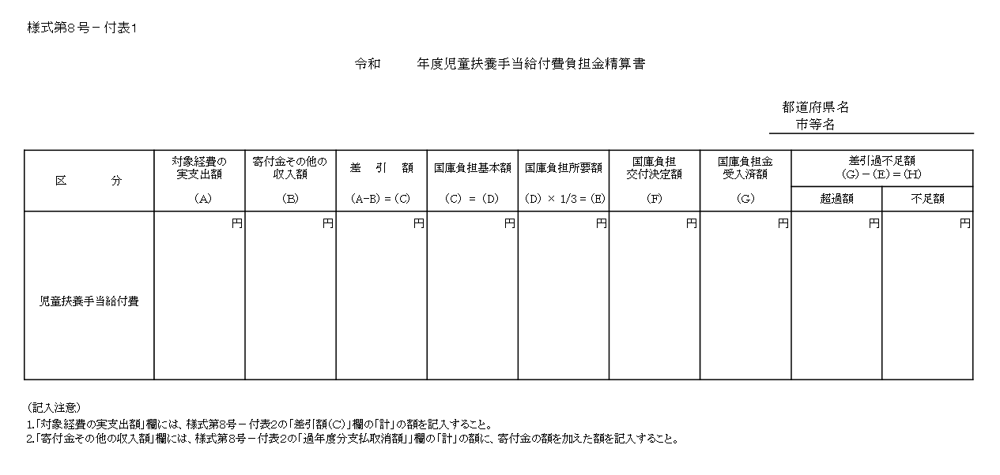 様式第８号－付表１
令和　　　年度児童扶養手当給付費負担金精算書
都道府県名
市等名
区　　　　分
対象経費の
実支出額
（Ａ）
寄付金その他の
収入額
（Ｂ）
差　引　額
（A-B）＝（C）
国庫負担基本額
（C）＝（D）
国庫負担所要額
（D）×1/3＝（E）
国庫負担
交付決定額
（F）
国庫負担金
受入済額
（G）
差引過不足額
（G）－（E）＝（H）
超過額
不足額
円
円
円
円
円
円
円
円
円
児童扶養手当給付費
（記入注意）
1.「対象経費の実支出額」欄には、様式第８号－付表２の「差引額（C）」欄の「計」の額を記入すること。
2.「寄付金その他の収入額」欄には、様式第８号－付表２の「過年度分支払取消額」」欄の「計」の額に、寄付金の額を加えた額を記入すること。